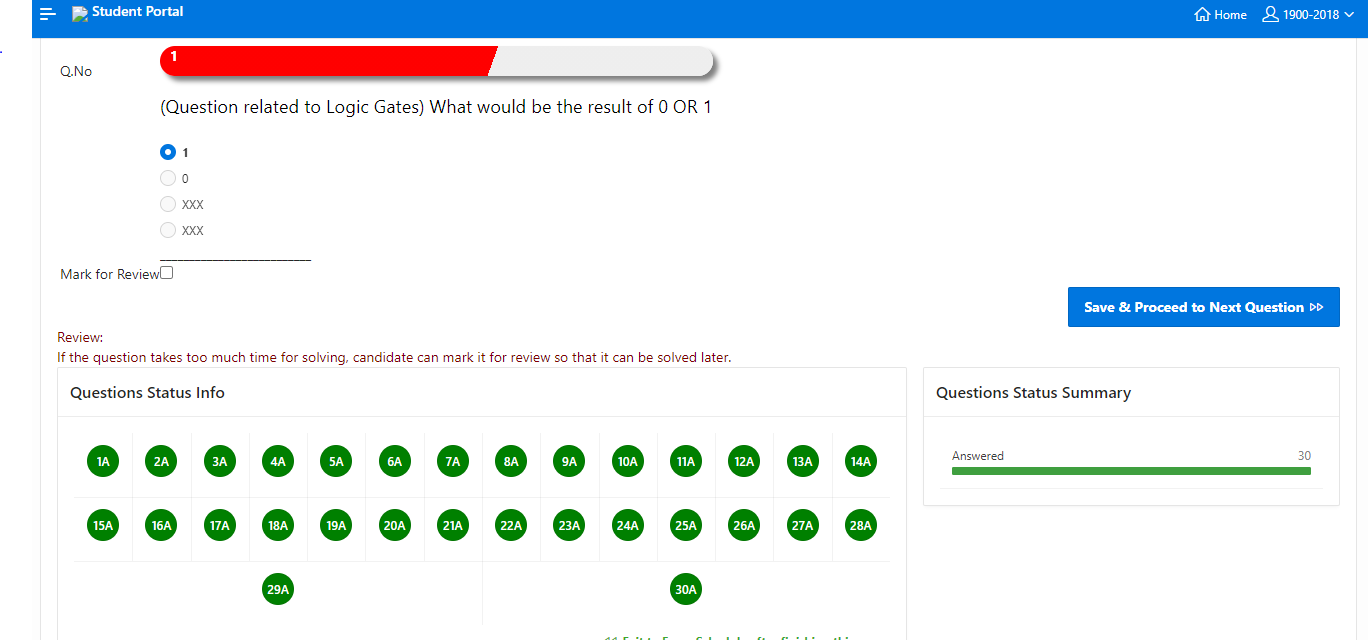 Student Portal
Home
1900-2018
Q.No
1
(Question related to Logic Gates) What would be the result of 0 OR 1
1
0
XXX
XXX
Mark for Review
Save & Proceed to Next Question
Review:
If the question takes too much time for solving, candidate can mark it for review so that it can be solved later.
Questions Status Info
1A 2A 3A 4A 5A 6A 7A 8A 9A 10A 11A 12A 13A 14A
15A 16A 17A 18A 19A 20A 21A 22A 23A 24A 25A 26A 27A 28A
29A 30A
Questions Status Summary
Answered 30